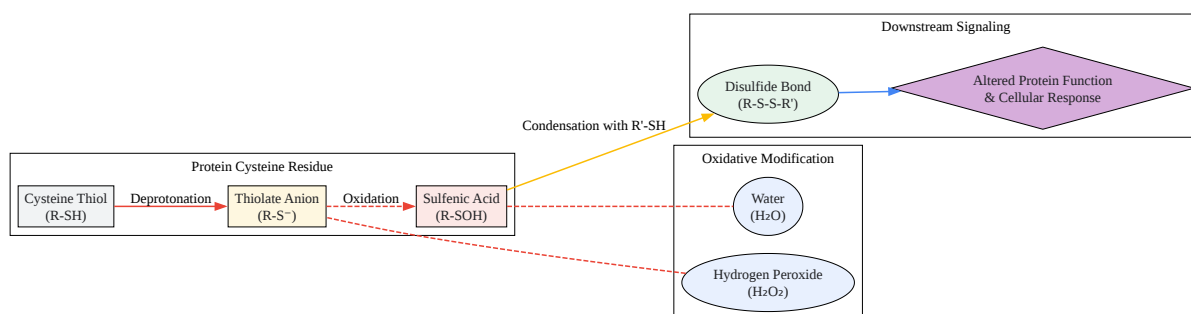 Downstream Signaling
Disulfide Bond
(R-S-S-R')
Altered Protein Function
& Cellular Response
Condensation with R'-SH
Protein Cysteine Residue
Cysteine Thiol
(R-SH)
Deprotonation
Thiolate Anion
(R-S⁻)
Oxidation
Sulfenic Acid
(R-SOH)
Oxidative Modification
Water
(H₂O)
Hydrogen Peroxide
(H₂O₂)